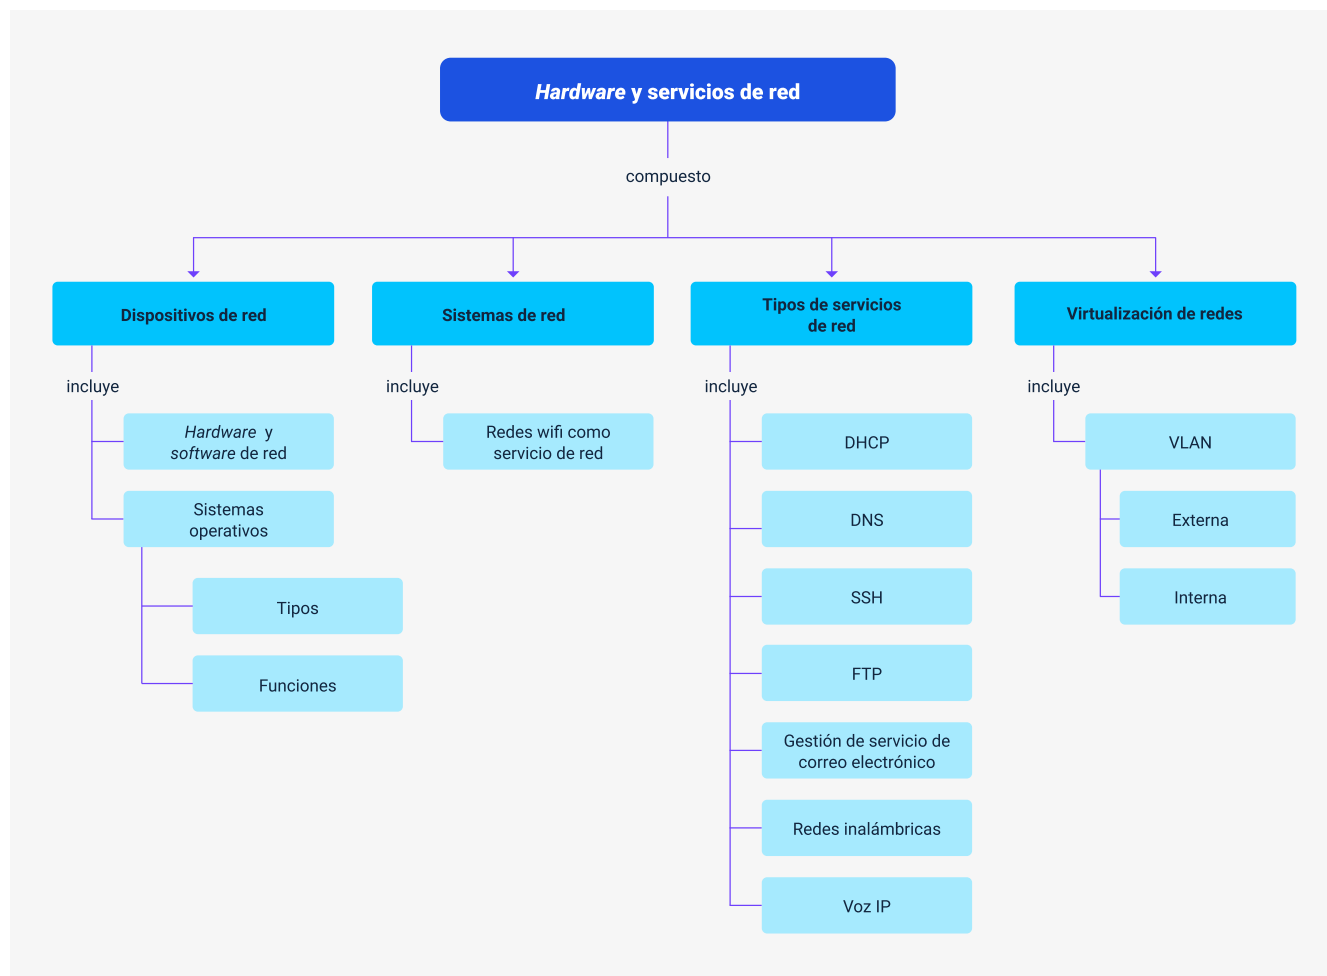 Hardware y servicios de red
compuesto
Dispositivos de red
incluye
Hardware y
software de red
Sistemas
operativos
Tipos
Funciones
Sistemas de red
incluye
Redes wifi como
servicio de red
Tipos de servicios
de red
incluye
DHCP
DNS
SSH
FTP
Gestión de servicio de
correo electrónico
Redes inalámbricas
Voz IP
Virtualización de redes
incluye
VLAN
Externa
Interna